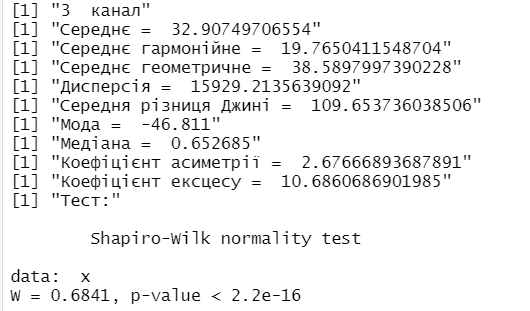 [1] "3  канал"
[1] "Середнє =  32.90749706554"
[1] "Середнє гармонійне =  19.7650411548704"
[1] "Середнє геометричне =  38.5897997390228"
[1] "Дисперсія =  15929.2135639092"
[1] "Середня різниця Джині =  109.653736038506"
[1] "Мода =  -46.811"
[1] "Медіана =  0.652685"
[1] "Коефіцієнт асиметрії =  2.67666893687891"
[1] "Коефіцієнт ексцесу =  10.6860686901985"
[1] "Тест:"
Shapiro-Wilk normality test
data:  x
W = 0.6841, p-value < 2.2e-16